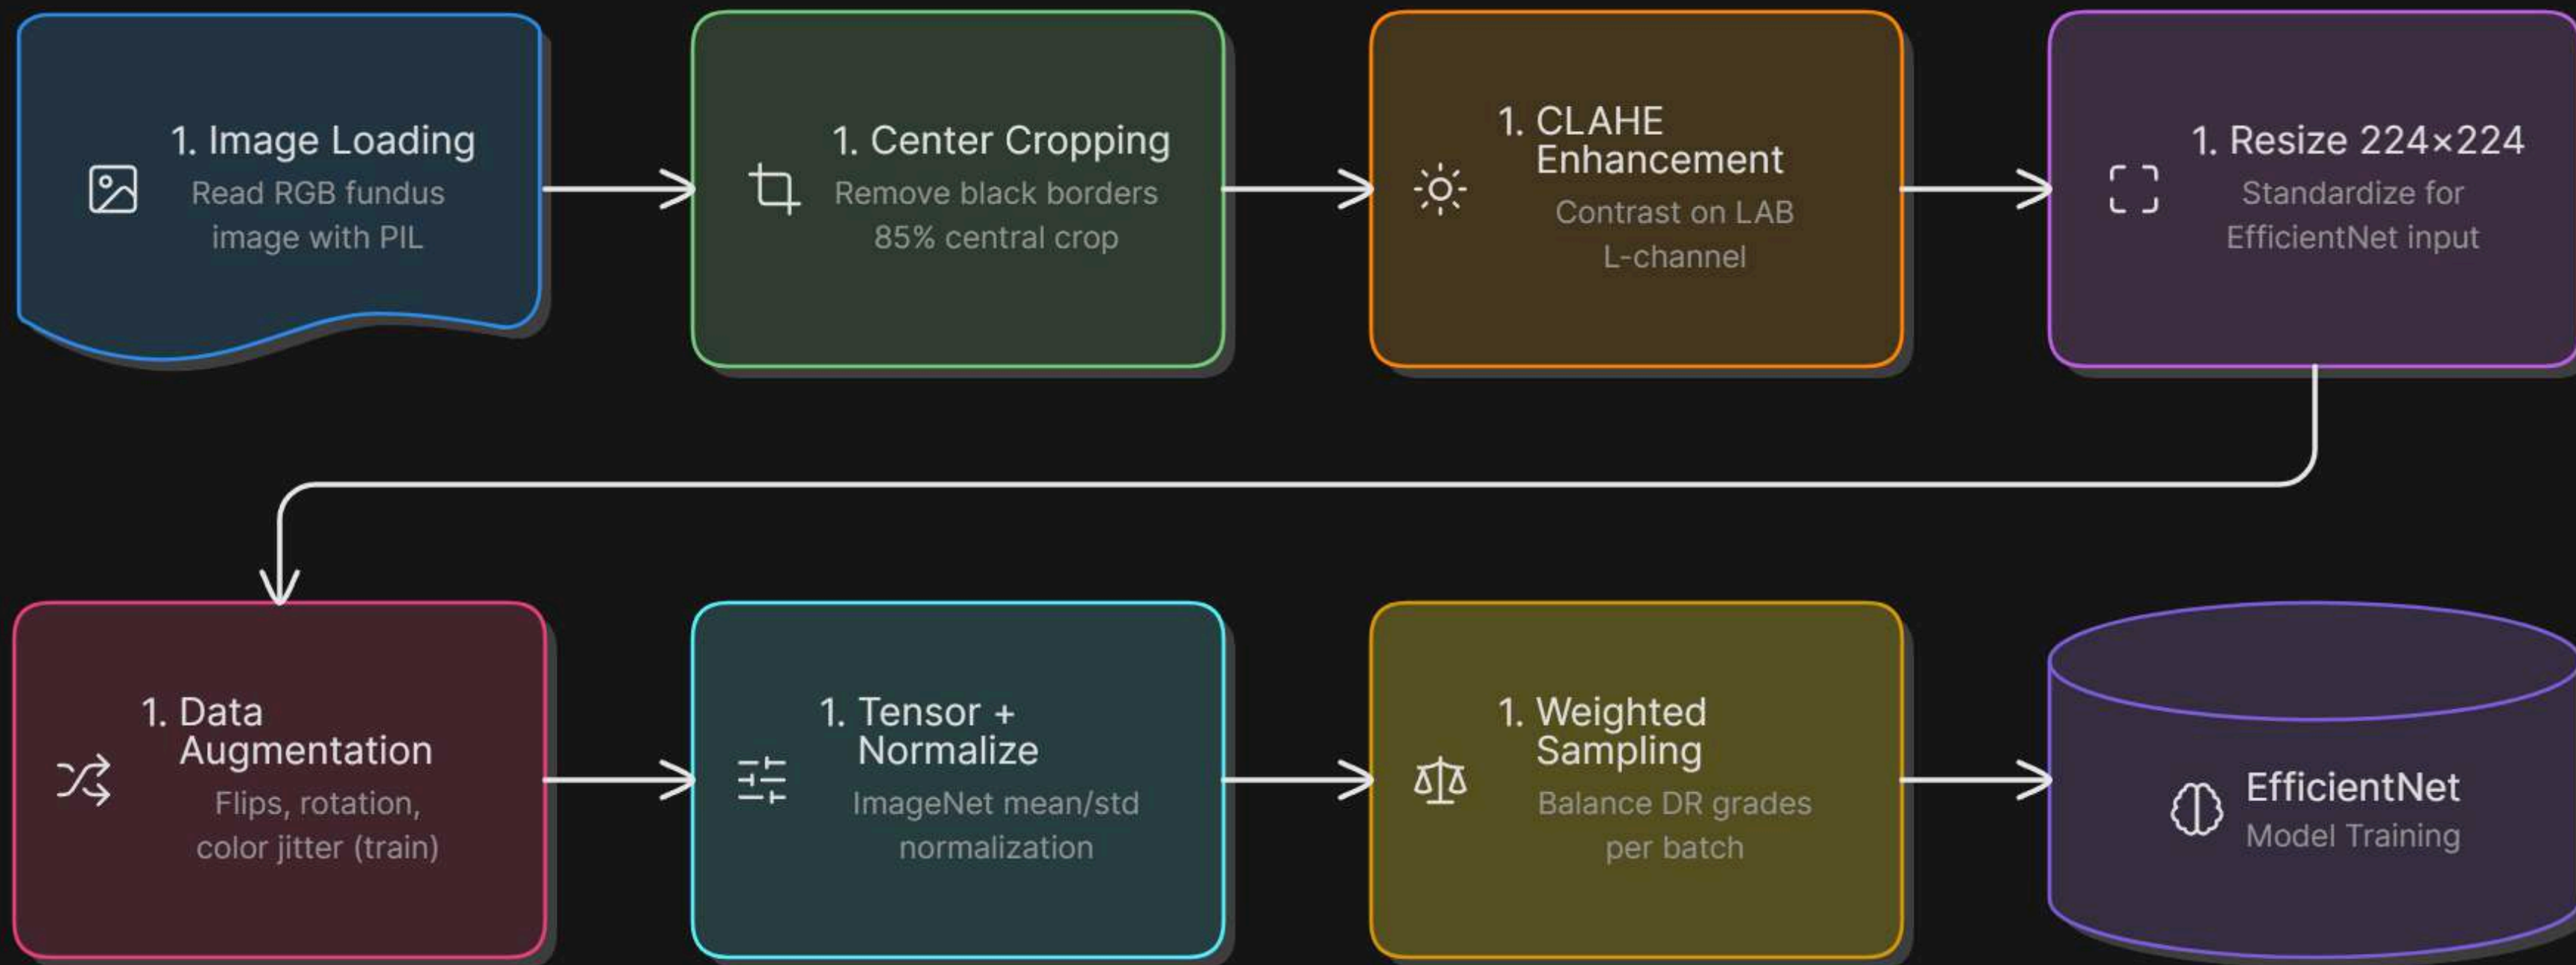 1. Image Loading
Read RGB fundus
image with PIL
1. Center Cropping
Remove black borders
85% central crop
1. CLAHE
Enhancement
Contrast on LAB
L-channel
1. Resize 224×224
Standardize for
EfficientNet input
1. Data
Augmentation
Flips, rotation,
color jitter (train)
1. Tensor +
Normalize
ImageNet mean/std
normalization
1. Weighted
Sampling
Balance DR grades
per batch
EfficientNet
Model Training